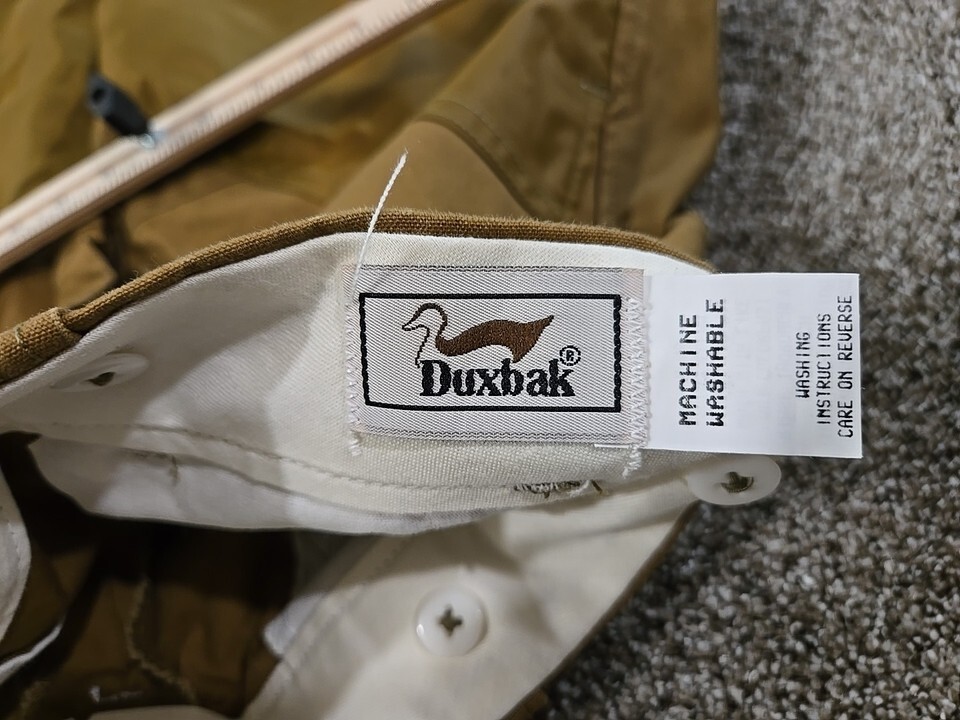 Duxbak®
MACHINE
WASHABLE
WASHING
INSTRUCTIONS
CARE ON REVERSE